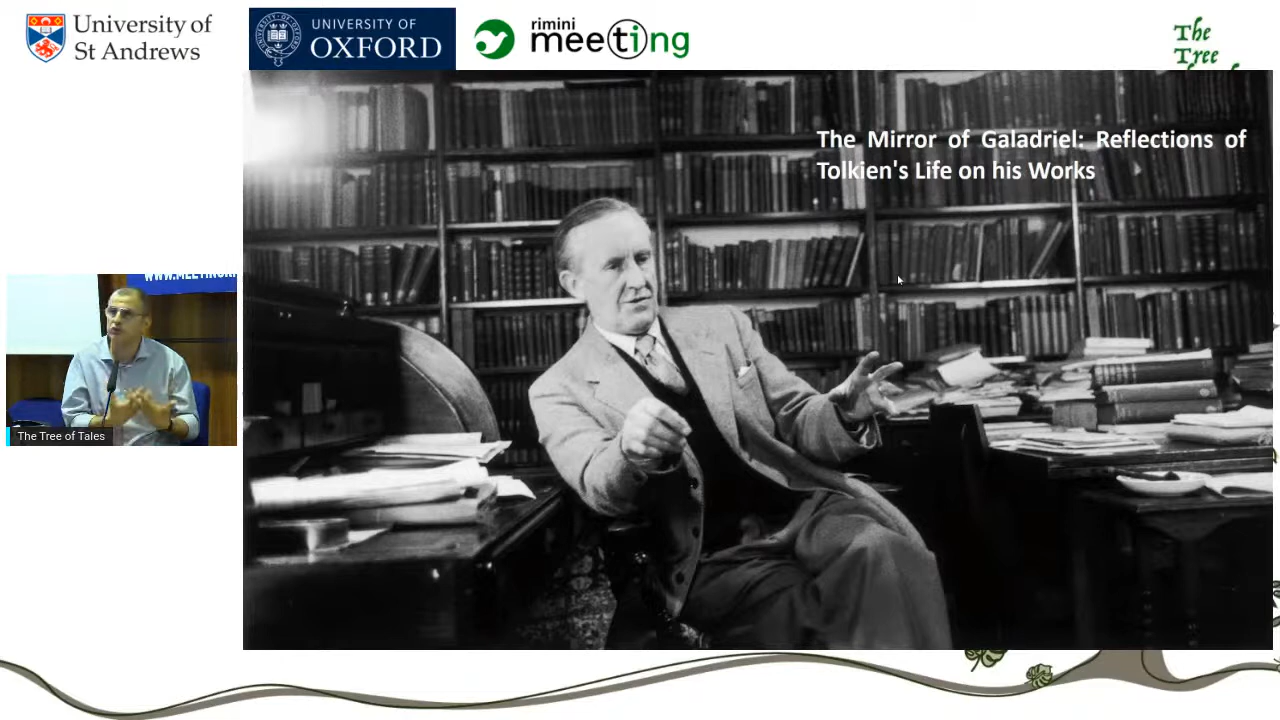 University of
St Andrews
UNIVERSITY OF
OXFORD
rimini
meeting
The
Tree
The Mirror of Galadriel: Reflections of
Tolkien's Life on his Works
The Tree of Tales